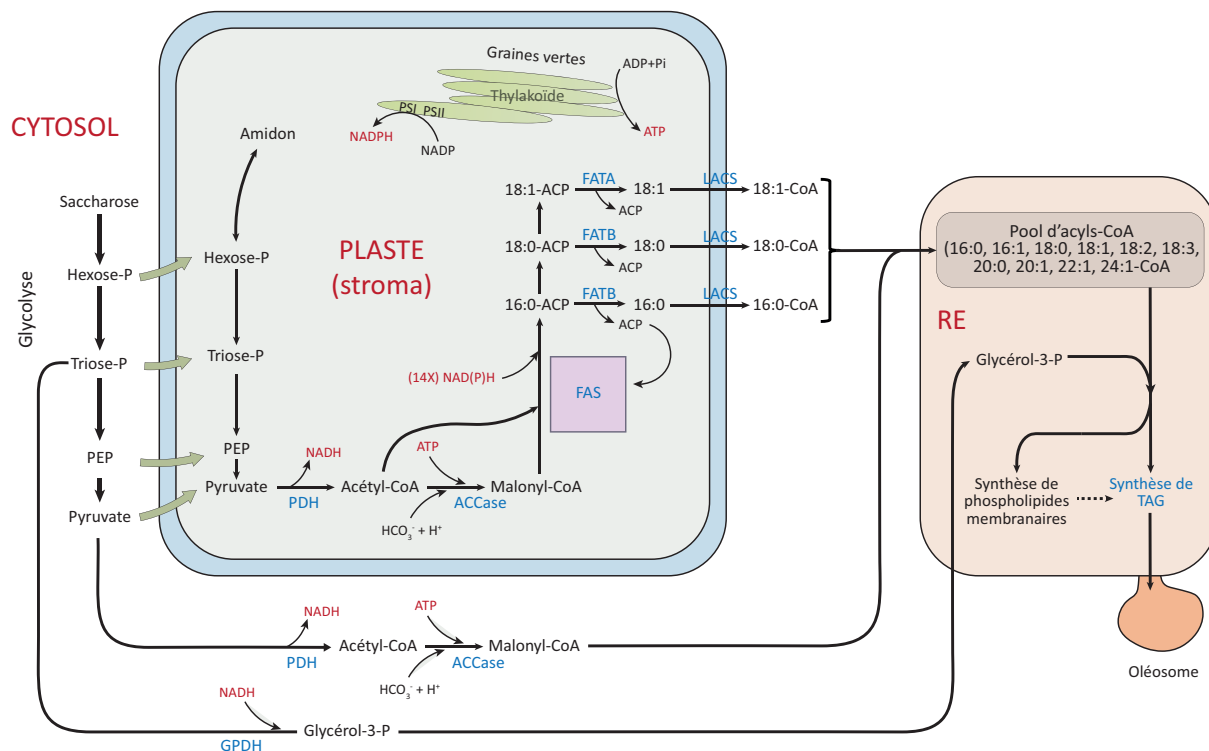 Graines vertes
ADP+Pi
Thylakoïde
PSI PSII
NADPH
NADP
ATP
CYTOSOL
Amidon
Saccharose
Hexose-P
Glycolyse
Triose-P
PEP
Pyruvate
Hexose-P
Triose-P
PEP
Pyruvate
PLASTE
(stroma)
18:1-ACP
FATA
18:1
LACS
18:1-CoA
ACP
18:0-ACP
FATB
18:0
LACS
18:0-CoA
ACP
16:0-ACP
FATB
16:0
LACS
16:0-CoA
ACP
(14X) NAD(P)H
FAS
NADH
PDH
Acétyl-CoA
ATP
ACCase
HCO3- + H+
Malonyl-CoA
Pool d'acyls-CoA
(16:0, 16:1, 18:0, 18:1, 18:2, 18:3,
20:0, 20:1, 22:1, 24:1-CoA
RE
Glycérol-3-P
Synthèse de
phospholipides
membranaires
Synthèse de
TAG
Oléosome
NADH
PDH
Acétyl-CoA
ATP
ACCase
HCO3- + H+
Malonyl-CoA
NADH
GPDH
Glycérol-3-P